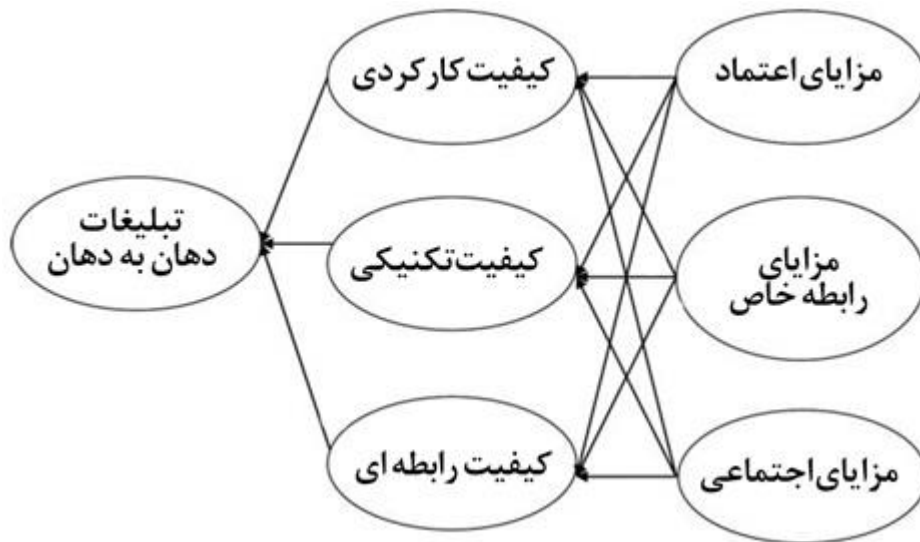 مزایای اعتماد
کیفیت کارکردی
مزایای
رابطه خاص
کیفیت تکنیکی
تبلیغات
دهان به دهان
مزایای اجتماعی
کیفیت رابطه ای